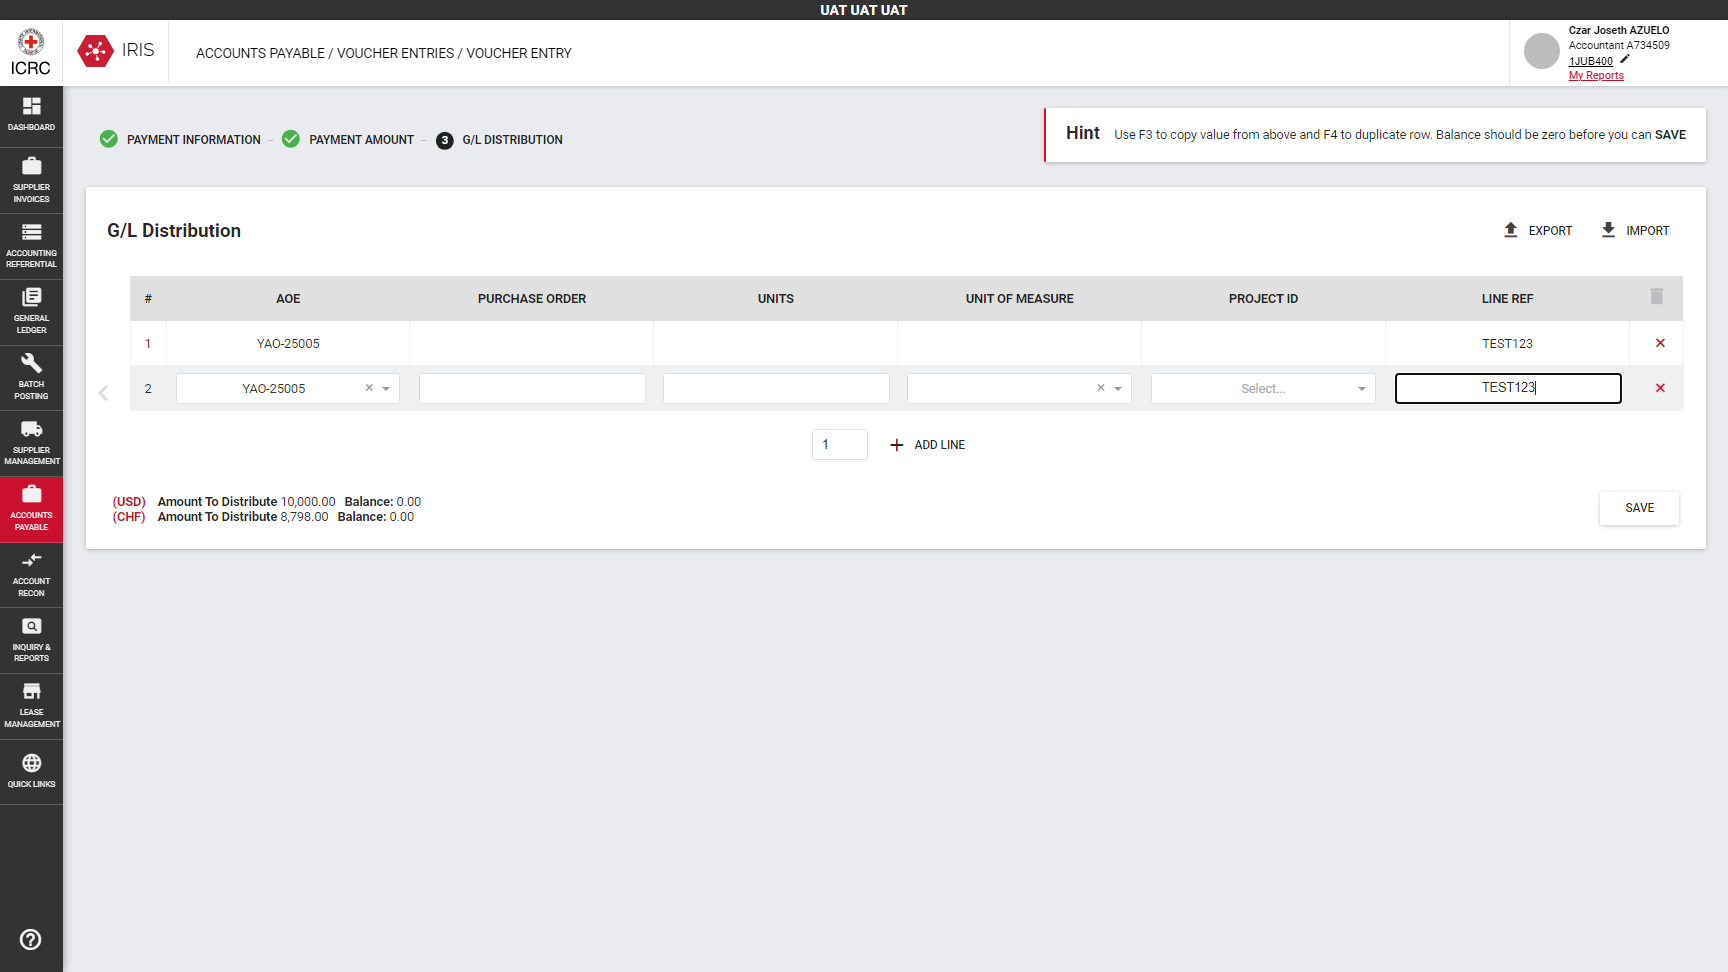 UAT UAT UAT
ICRC
IRIS
ACCOUNTS PAYABLE / VOUCHER ENTRIES / VOUCHER ENTRY
Czar Joseth AZUELO
Accountant A734509
1JUB400
My Reports
DASHBOARD
SUPPLIER
INVOICES
ACCOUNTING
REFERENTIAL
GENERAL
LEDGER
BATCH
POSTING
SUPPLIER
MANAGEMENT
ACCOUNTS
PAYABLE
ACCOUNT
RECON
INQUIRY &
REPORTS
LEASE
MANAGEMENT
QUICK LINKS
PAYMENT INFORMATION – PAYMENT AMOUNT – 3 G/L DISTRIBUTION
Hint Use F3 to copy value from above and F4 to duplicate row. Balance should be zero before you can SAVE
G/L Distribution
EXPORT IMPORT
# AOE PURCHASE ORDER UNITS UNIT OF MEASURE PROJECT ID LINE REF
1 YAO-25005 TEST123 ×
2 YAO-25005 × × Select... TEST123 ×
1 + ADD LINE
(USD) Amount To Distribute 10,000.00 Balance: 0.00
(CHF) Amount To Distribute 8,798.00 Balance: 0.00
SAVE